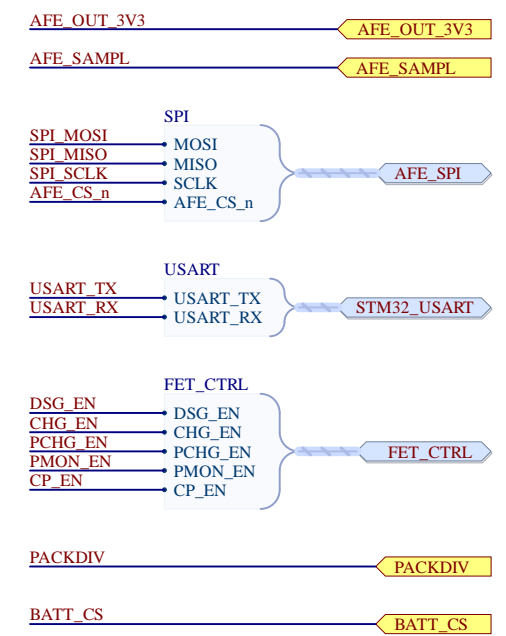 AFE_OUT_3V3 AFE_OUT_3V3
AFE_SAMPL AFE_SAMPL
SPI
SPI_MOSI MOSI
SPI_MISO MISO
SPI_SCLK SCLK AFE_SPI
AFE_CS_n AFE_CS_n
USART
USART_TX USART_TX
USART_RX USART_RX STM32_USART
FET_CTRL
DSG_EN DSG_EN
CHG_EN CHG_EN
PCHG_EN PCHG_EN FET_CTRL
PMON_EN PMON_EN
CP_EN CP_EN
PACKDIV PACKDIV
BATT_CS BATT_CS